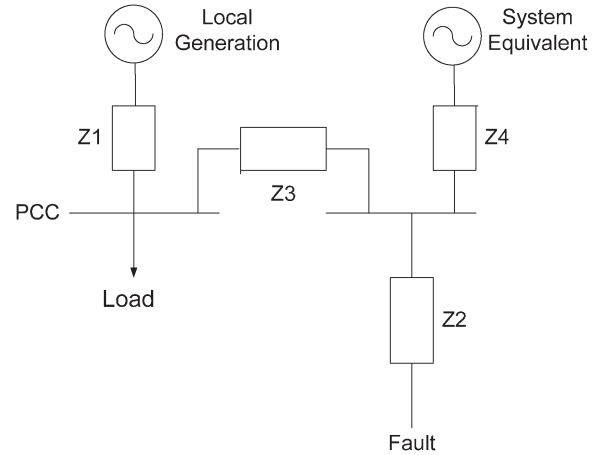 Local
Generation
System
Equivalent
Z1
Z4
Z3
PCC
Load
Z2
Fault